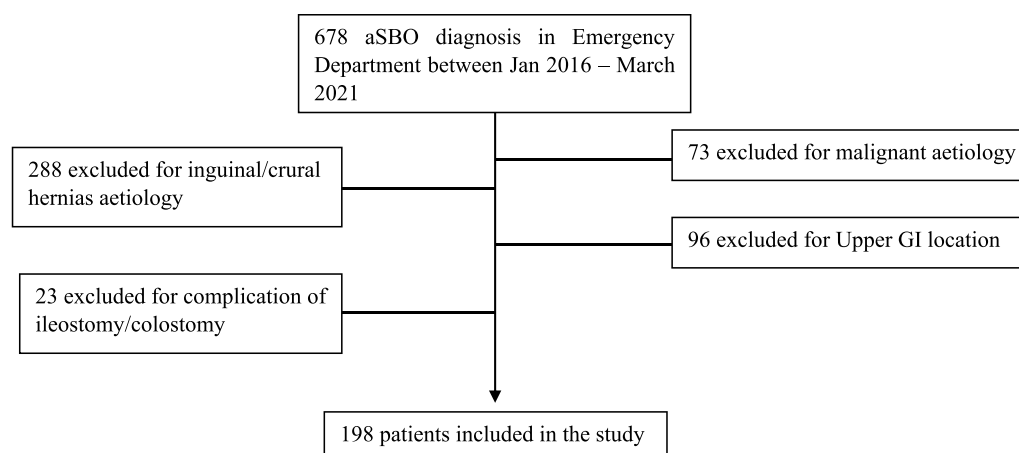 678 aSBO diagnosis in Emergency
Department between Jan 2016 – March
2021
73 excluded for malignant aetiology
288 excluded for inguinal/crural
hernias aetiology
96 excluded for Upper GI location
23 excluded for complication of
ileostomy/colostomy
198 patients included in the study